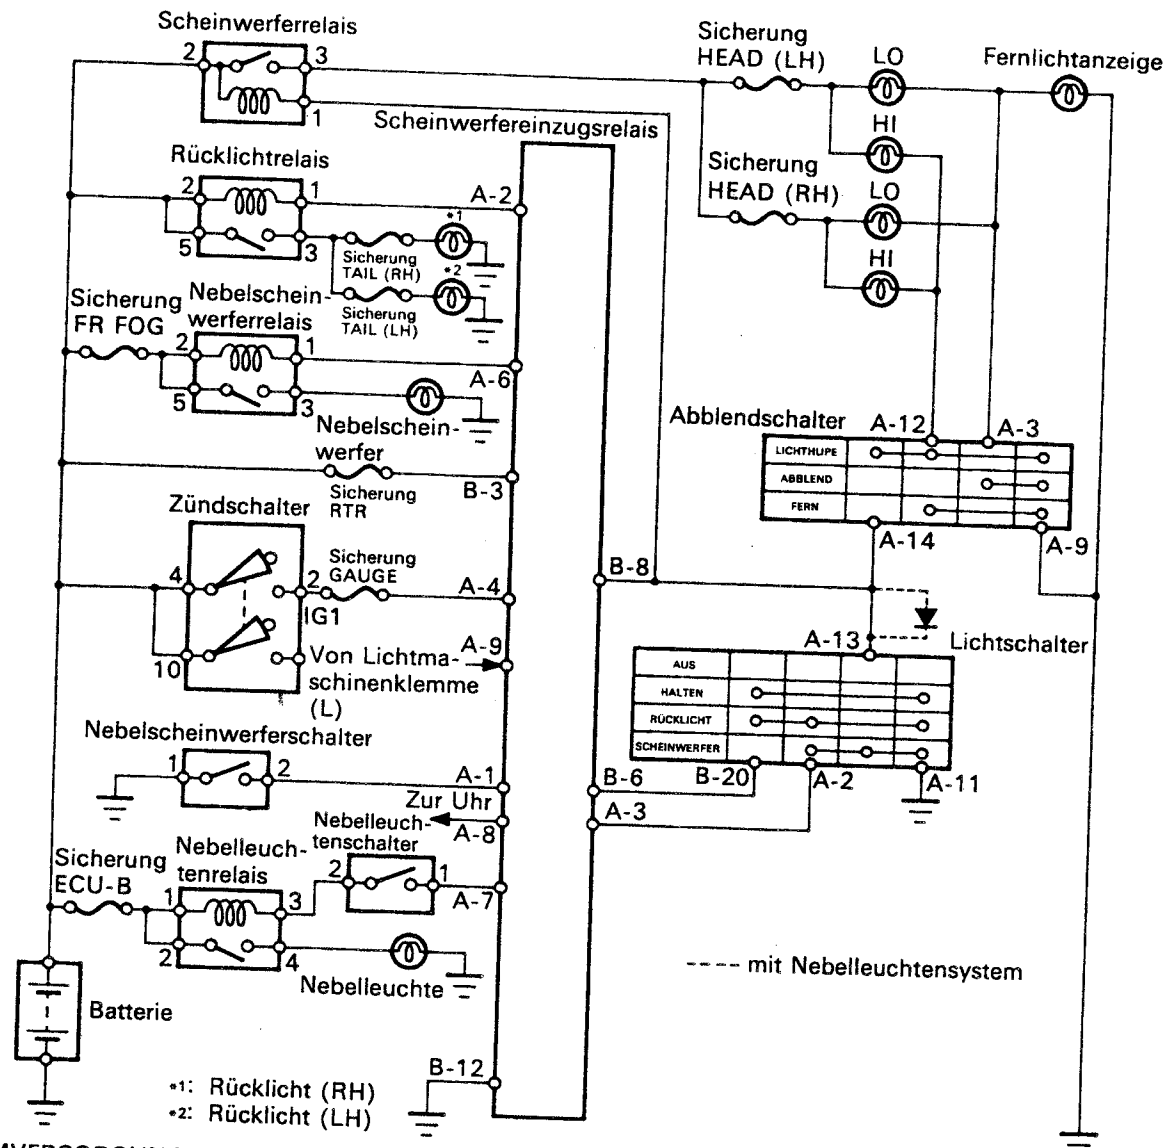 Scheinwerferrelais
2
3
1
Sicherung
HEAD (LH)
LO
Fernlichtanzeige
HI
Scheinwerfereinzugsrelais
Rücklichtrelais
2
1
5
3
A-2
*1
Sicherung
TAIL (RH)
*2
Sicherung
TAIL (LH)
Sicherung
HEAD (RH)
LO
HI
Sicherung
FR FOG
Nebelschein-
werferrelais
2
1
5
3
A-6
Nebelschein-
werfer
Sicherung
RTR
B-3
Abblendschalter
A-12
A-3
LICHTHUPE
ABBLEND
FERN
A-14
A-9
Zündschalter
4
2
IG1
10
Sicherung
GAUGE
A-4
B-8
A-9
Von Lichtma-
schinenklemme
(L)
A-13
Lichtschalter
AUS
HALTEN
RÜCKLICHT
SCHEINWERFER
B-6
B-20
A-2
A-11
A-3
Nebelscheinwerferschalter
1
2
A-1
Zur Uhr
A-8
Nebelleuch-
tenschalter
2
1
A-7
Sicherung
ECU-B
Nebelleuch-
tenrelais
1
3
2
4
Nebelleuchte
---- mit Nebelleuchtensystem
Batterie
B-12
*1: Rücklicht (RH)
*2: Rücklicht (LH)